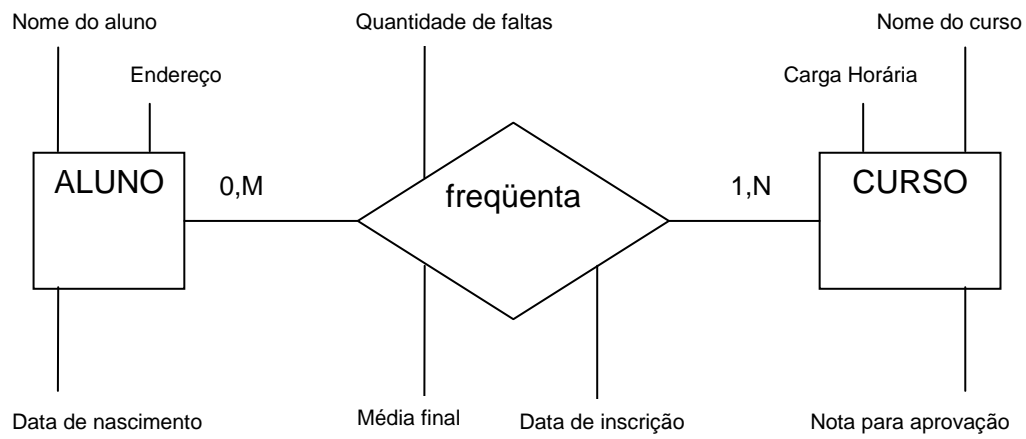 Nome do aluno
Quantidade de faltas
Nome do curso
Endereço
Carga Horária
ALUNO
0,M
freqüenta
1,N
CURSO
Data de nascimento
Média final
Data de inscrição
Nota para aprovação